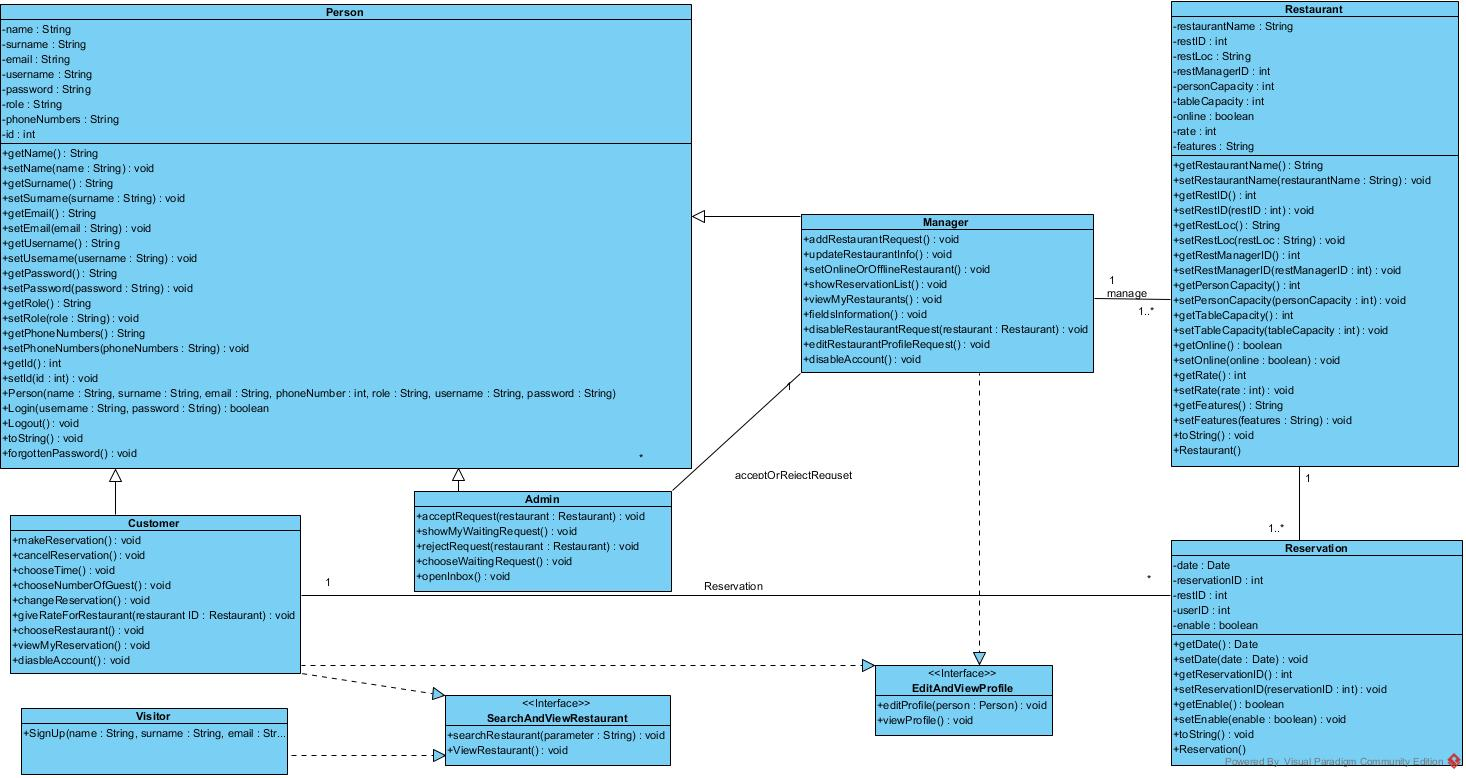 Person
-name : String
-surname : String
-email : String
-username : String
-password : String
-role : String
-phoneNumbers : String
-id : int
+getName() : String
+setName(name : String) : void
+getSurname() : String
+setSurname(surname : String) : void
+getEmail() : String
+setEmail(email : String) : void
+getUsername() : String
+setUsername(username : String) : void
+getPassword() : String
+setPassword(password : String) : void
+getRole() : String
+setRole(role : String) : void
+getPhoneNumbers() : String
+setPhoneNumbers(phoneNumbers : String) : void
+getId() : int
+setId(id : int) : void
+Person(name : String, surname : String, email : String, phoneNumber : int, role : String, username : String, password : String)
+Login(username : String, password : String) : boolean
+Logout() : void
+toString() : void
+forgottenPassword() : void
*
Manager
+addRestaurantRequest() : void
+updateRestaurantInfo() : void
+setOnlineOrOfflineRestaurant() : void
+showReservationList() : void
+viewMyRestaurants() : void
+fieldsInformation() : void
+disableRestaurantRequest(restaurant : Restaurant) : void
+editRestaurantProfileRequest() : void
+disableAccount() : void
1
manage
1..*
1
acceptOrRejectRequset
Restaurant
-restaurantName : String
-restID : int
-restLoc : String
-restManagerID : int
-personCapacity : int
-tableCapacity : int
-online : boolean
-rate : int
-features : String
+getRestaurantName() : String
+setRestaurantName(restaurantName : String) : void
+getRestID() : int
+setRestID(restID : int) : void
+getRestLoc() : String
+setRestLoc(restLoc : String) : void
+getRestManagerID() : int
+setRestManagerID(restManagerID : int) : void
+getPersonCapacity() : int
+setPersonCapacity(personCapacity : int) : void
+getTableCapacity() : int
+setTableCapacity(tableCapacity : int) : void
+getOnline() : boolean
+setOnline(online : boolean) : void
+getRate() : int
+setRate(rate : int) : void
+getFeatures() : String
+setFeatures(features : String) : void
+toString() : void
+Restaurant()
1
1..*
Customer
+makeReservation() : void
+cancelReservation() : void
+chooseTime() : void
+chooseNumberOfGuest() : void
+changeReservation() : void
+giveRateForRestaurant(restaurant ID : Restaurant) : void
+chooseRestaurant() : void
+viewMyReservation() : void
+diasbleAccount() : void
Admin
+acceptRequest(restaurant : Restaurant) : void
+showMyWaitingRequest() : void
+rejectRequest(restaurant : Restaurant) : void
+chooseWaitingRequest() : void
+openInbox() : void
1
Reservation
*
Reservation
-date : Date
-reservationID : int
-restID : int
-userID : int
-enable : boolean
+getDate() : Date
+setDate(date : Date) : void
+getReservationID() : int
+setReservationID(reservationID : int) : void
+getEnable() : boolean
+setEnable(enable : boolean) : void
+toString() : void
+Reservation()
Visitor
+SignUp(name : String, surname : String, email : Str...
<<Interface>>
SearchAndViewRestaurant
+searchRestaurant(parameter : String) : void
+ViewRestaurant() : void
<<Interface>>
EditAndViewProfile
+editProfile(person : Person) : void
+viewProfile() : void
Powered By Visual Paradigm Community Edition